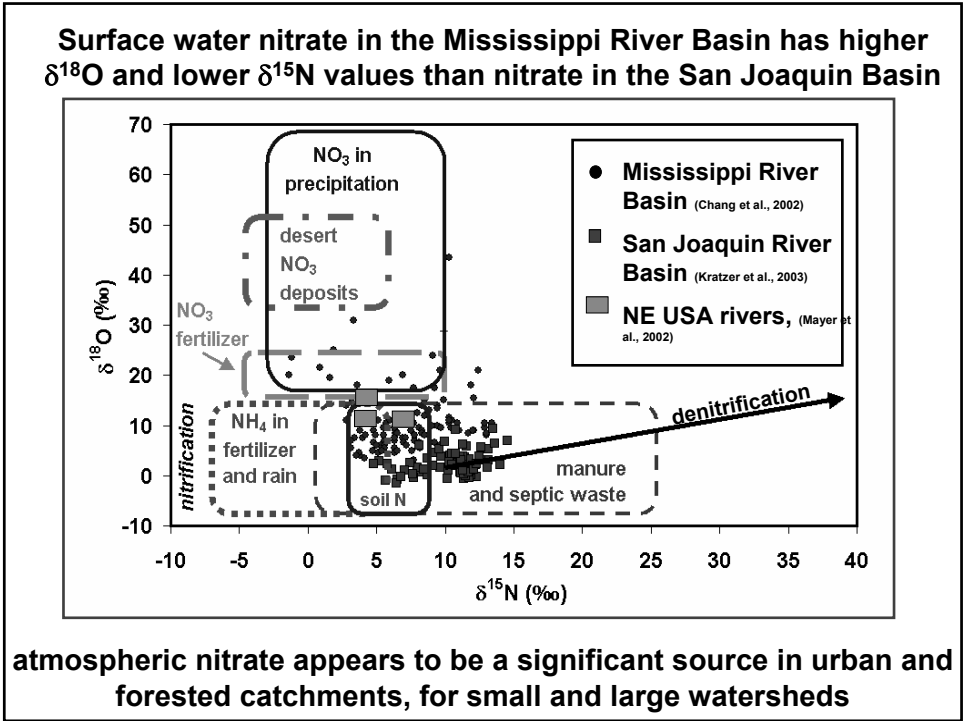 Surface water nitrate in the Mississippi River Basin has higher
δ¹⁸O and lower δ¹⁵N values than nitrate in the San Joaquin Basin
70
60
50
40
30
20
10
0
-10
δ¹⁸O (‰)
NO₃ in
precipitation
desert
NO₃
deposits
NO₃
fertilizer
nitrification
NH₄ in
fertilizer
and rain
soil N
manure
and septic waste
denitrification
Mississippi River
Basin (Chang et al., 2002)
San Joaquin River
Basin (Kratzer et al., 2003)
NE USA rivers, (Mayer et
al., 2002)
-10 -5 0 5 10 15 20 25 30 35 40
δ¹⁵N (‰)
atmospheric nitrate appears to be a significant source in urban and
forested catchments, for small and large watersheds